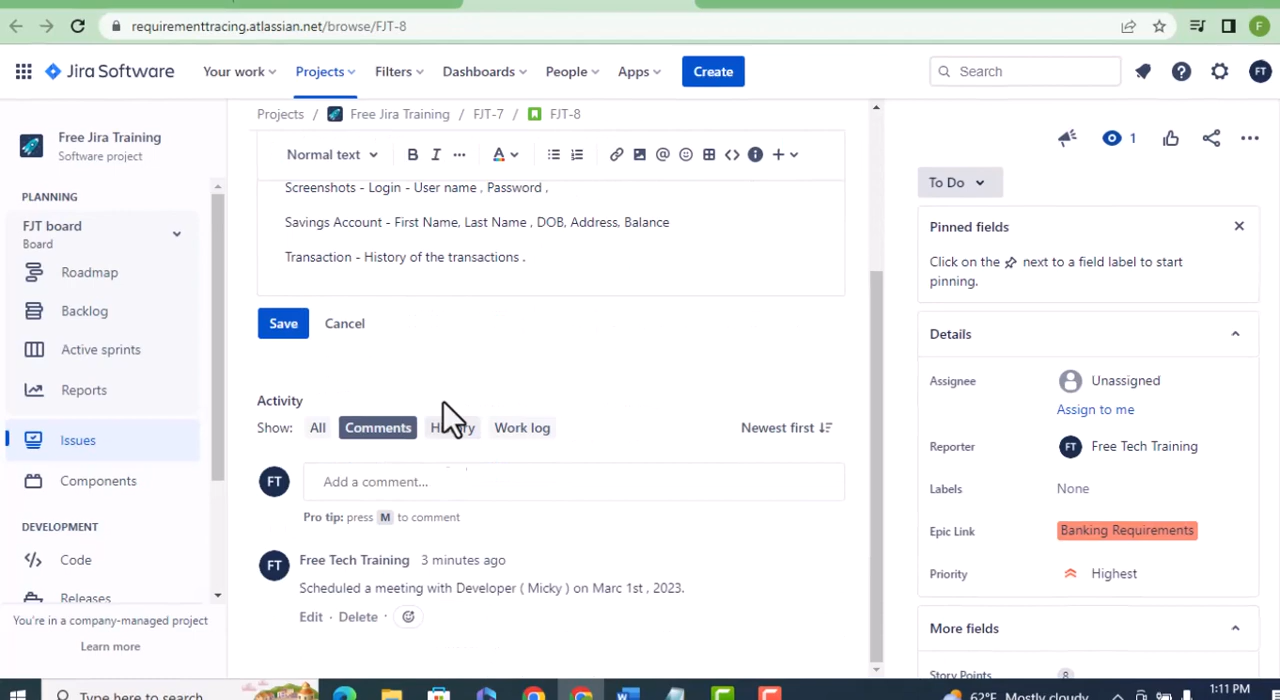 requirementtracing.atlassian.net/browse/FJT-8
F
Jira Software
Your work
Projects
Filters
Dashboards
People
Apps
Create
Search
FT
Free Jira Training
Software project
PLANNING
FJT board
Board
Roadmap
Backlog
Active sprints
Reports
Issues
Components
DEVELOPMENT
Code
Releases
You're in a company-managed project
Learn more
Projects / Free Jira Training / FJT-7 / FJT-8
Normal text
B I A
Screenshots - Login - User name , Password ,
Savings Account - First Name, Last Name , DOB, Address, Balance
Transaction - History of the transactions .
Save Cancel
Activity
Show: All Comments Work log Newest first
FT Add a comment...
Pro tip: press M to comment
FT Free Tech Training 3 minutes ago
Scheduled a meeting with Developer ( Micky ) on Marc 1st , 2023.
Edit · Delete ·
1
To Do
Pinned fields
Click on the next to a field label to start
pinning.
Details
Assignee Unassigned
Assign to me
Reporter FT Free Tech Training
Labels None
Epic Link Banking Requirements
Priority Highest
More fields
Story Points 8
Type here to search
62°F Mostly cloudy
1:11 PM